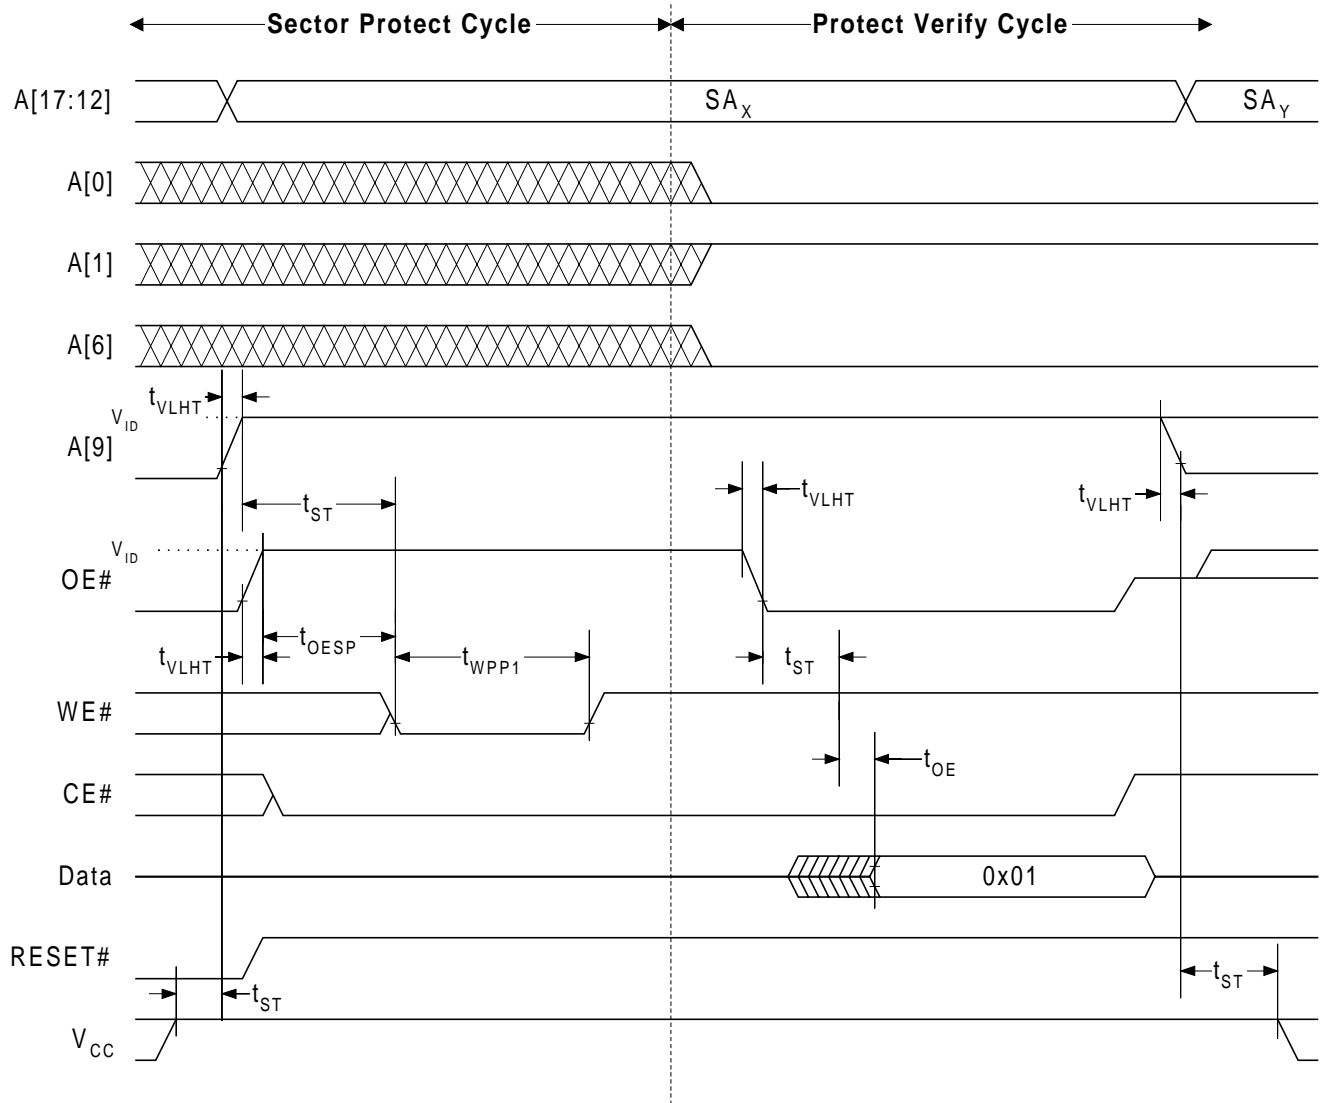 Sector Protect Cycle
Protect Verify Cycle
A[17:12]
SAX
SAY
A[0]
A[1]
A[6]
tVLHT
VID
A[9]
tST
tVLHT
tVLHT
VID
OE#
tVLHT
tOESP
tWPP1
tST
WE#
tOE
CE#
Data
0x01
RESET#
tST
tST
VCC